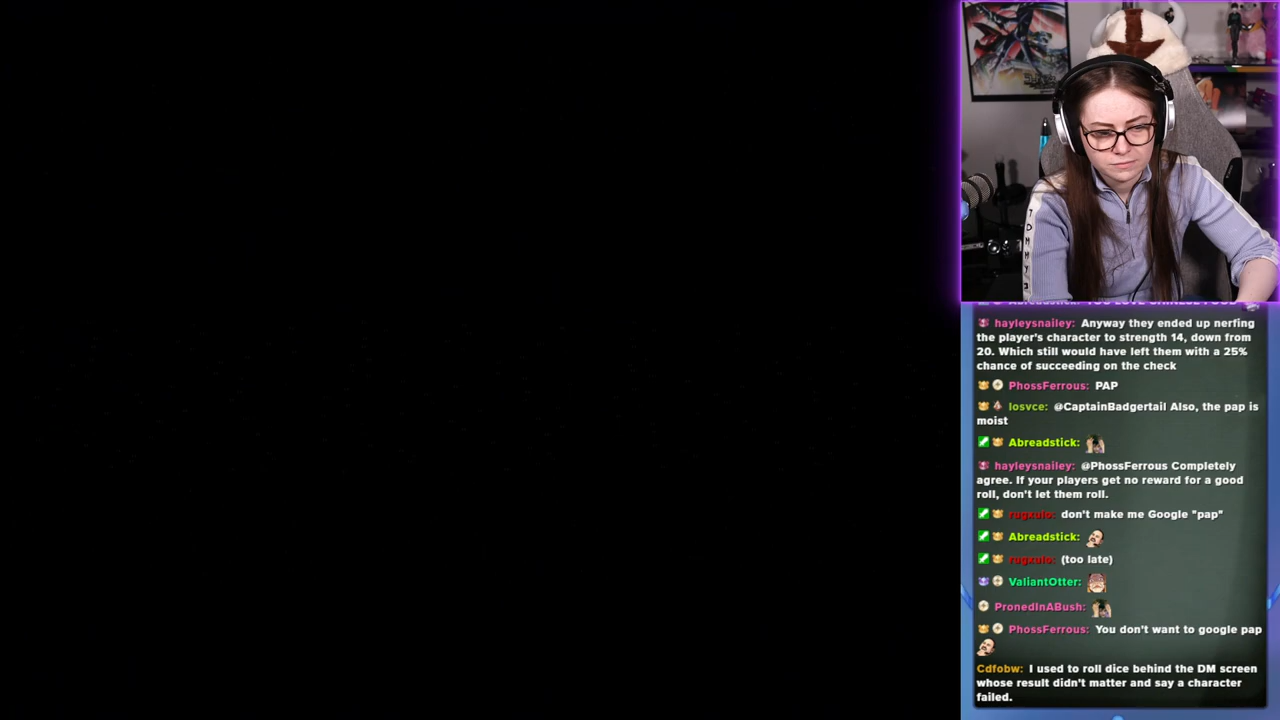 TOMMY
hayleysnailey: Anyway they ended up nerfing
the player's character to strength 14, down from
20. Which still would have left them with a 25%
chance of succeeding on the check
PhossFerrous: PAP
losvce: @CaptainBadgertail Also, the pap is
moist
Abreadstick:
hayleysnailey: @PhossFerrous Completely
agree. If your players get no reward for a good
roll, don't let them roll.
rugxulo: don't make me Google "pap"
Abreadstick:
rugxulo: (too late)
ValiantOtter:
PronedInABush:
PhossFerrous: You don't want to google pap
Cdfobw: I used to roll dice behind the DM screen
whose result didn't matter and say a character
failed.